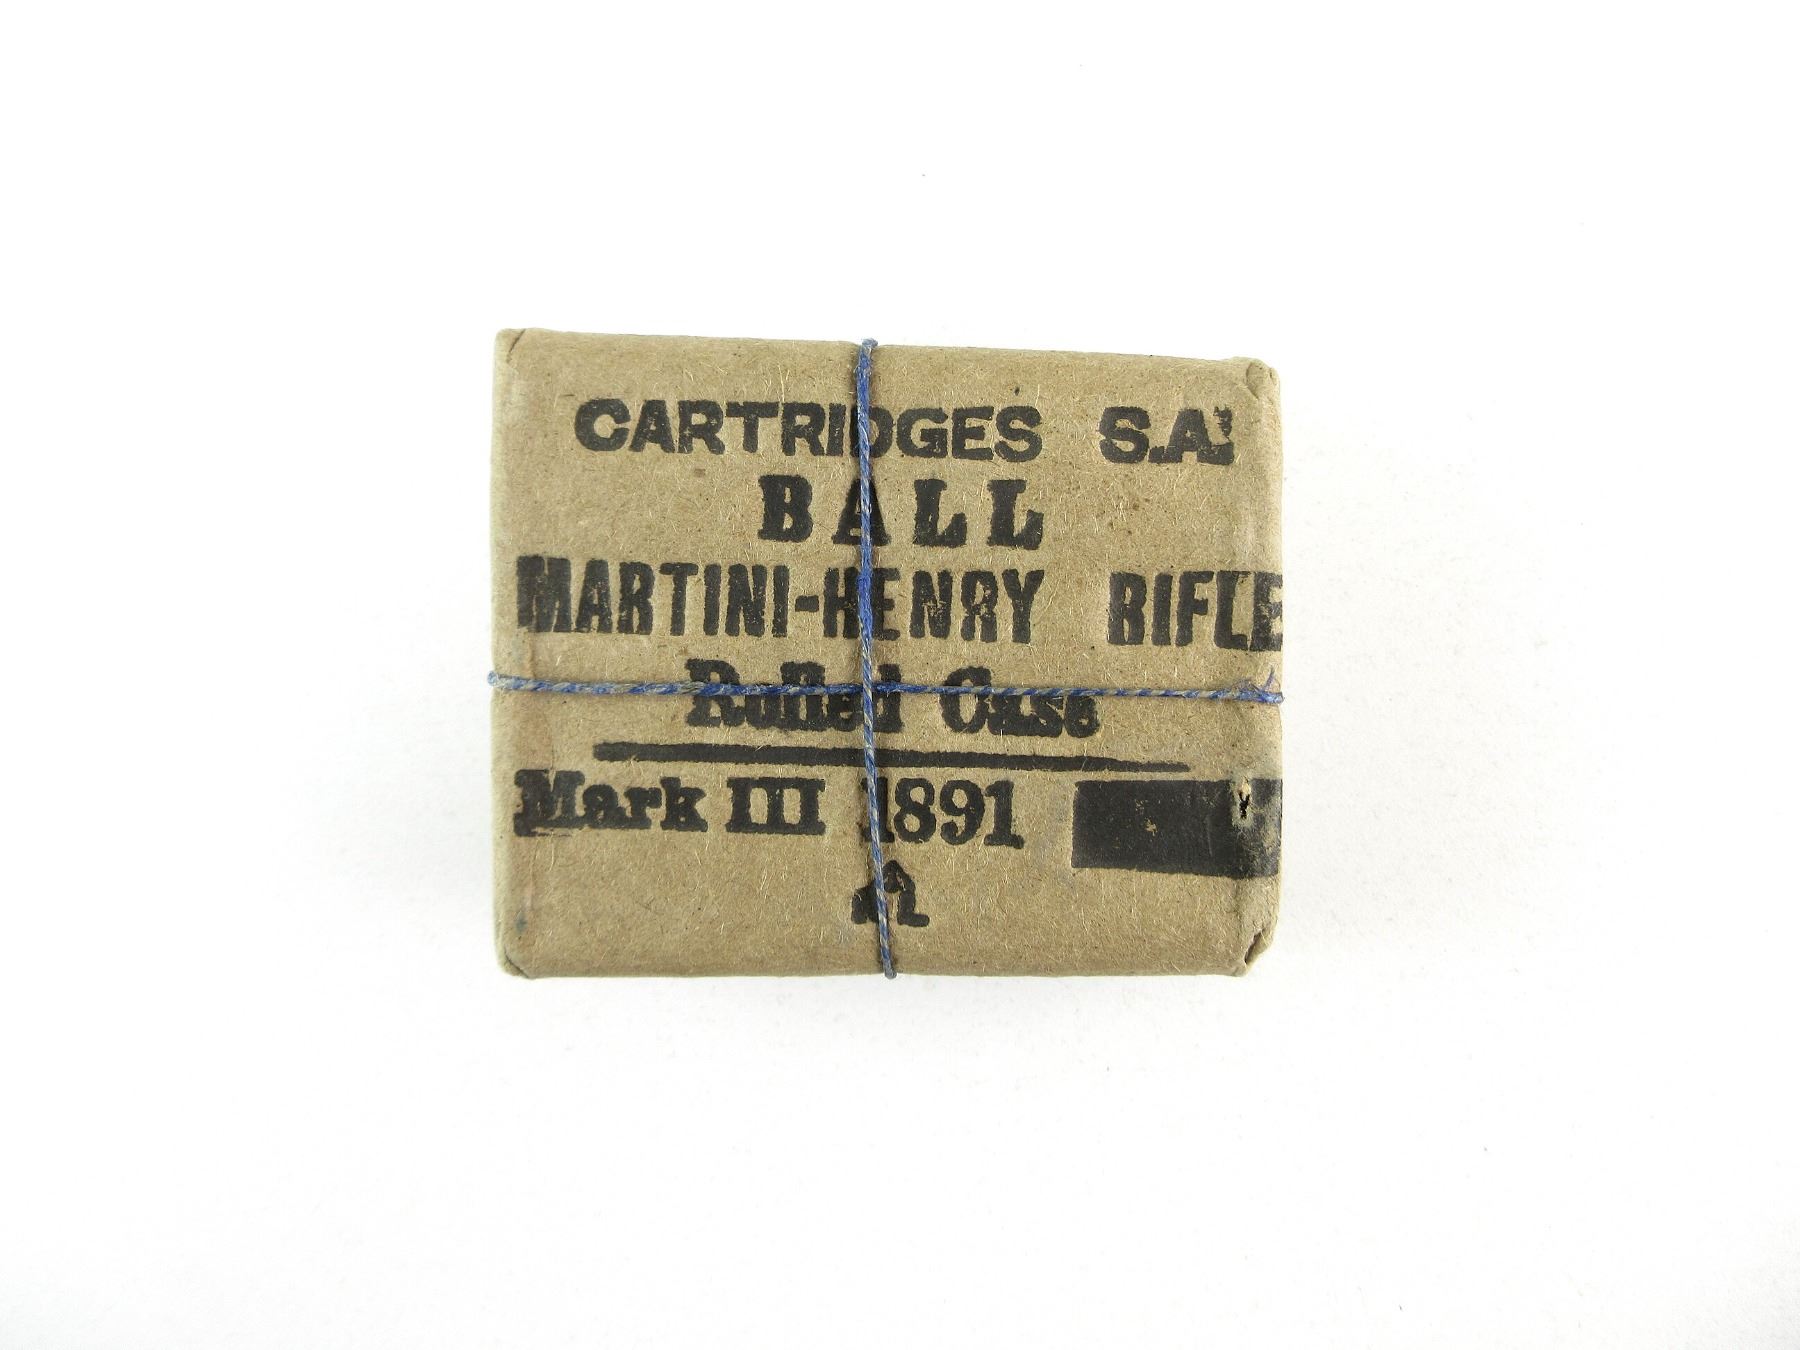 CARTRIDGES S.A.
BALL
MARTINI-HENRY RIFLE
Rolled Case
Mark III 1891